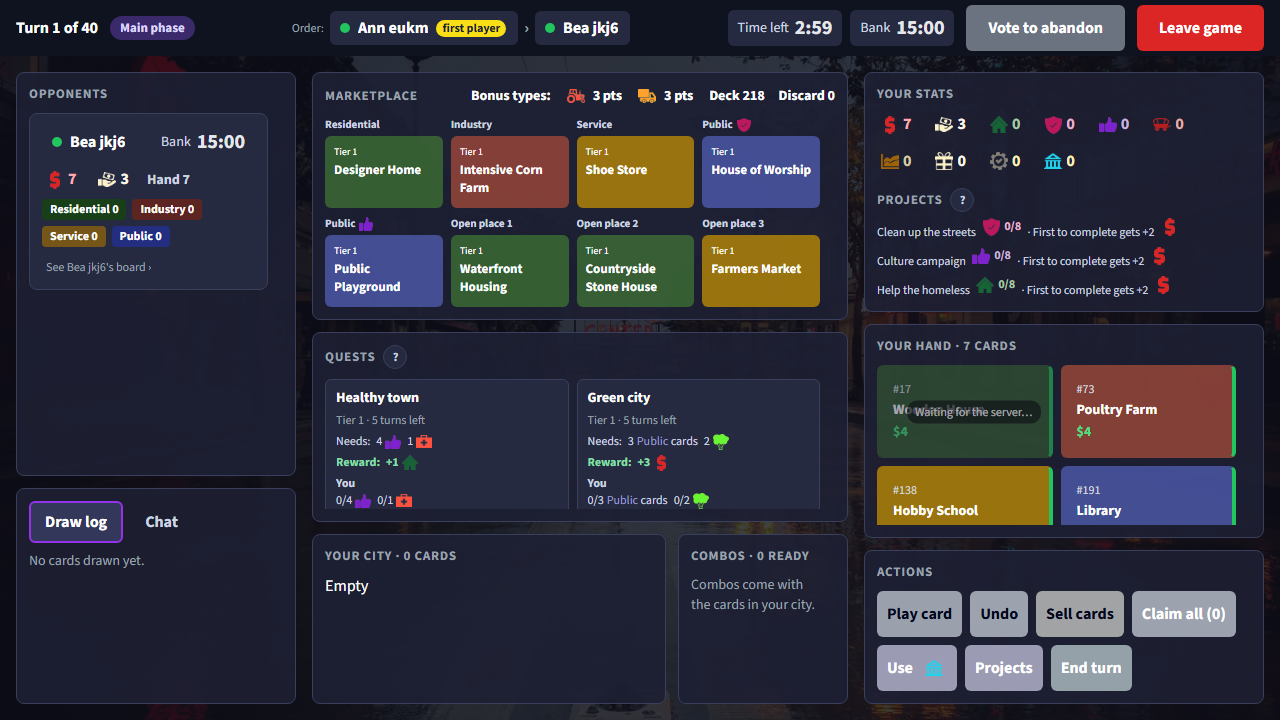 Turn 1 of 40
Main phase
Order:
Ann eukm
first player
›
Bea jkj6
Time left 2:59
Bank 15:00
Vote to abandon
Leave game
OPPONENTS
Bea jkj6
Bank 15:00
7
3
Hand 7
Residential 0
Industry 0
Service 0
Public 0
See Bea jkj6's board ›
Draw log
Chat
No cards drawn yet.
MARKETPLACE
Bonus types:
3 pts
3 pts
Deck 218
Discard 0
Residential
Industry
Service
Public
Tier 1
Designer Home
Tier 1
Intensive Corn
Farm
Tier 1
Shoe Store
Tier 1
House of Worship
Public
Open place 1
Open place 2
Open place 3
Tier 1
Public
Playground
Tier 1
Waterfront
Housing
Tier 1
Countryside
Stone House
Tier 1
Farmers Market
QUESTS
?
Healthy town
Tier 1 · 5 turns left
Needs: 4 1
Reward: +1
You
0/4 0/1
Green city
Tier 1 · 5 turns left
Needs: 3 Public cards 2
Reward: +3
You
0/3 Public cards 0/2
YOUR CITY · 0 CARDS
Empty
COMBOS · 0 READY
Combos come with
the cards in your city.
YOUR STATS
7
3
0
0
0
0
0
0
0
0
PROJECTS
?
Clean up the streets 0/8 · First to complete gets +2
Culture campaign 0/8 · First to complete gets +2
Help the homeless 0/8 · First to complete gets +2
YOUR HAND · 7 CARDS
#17
Waiting for the server…
$4
#73
Poultry Farm
$4
#138
Hobby School
#191
Library
ACTIONS
Play card
Undo
Sell cards
Claim all (0)
Use
Projects
End turn